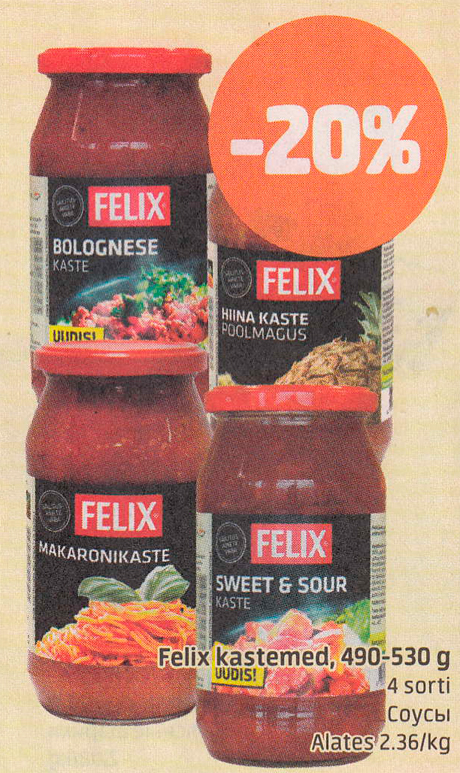 -20%
FELIX
BOLOGNESE
KASTE
UUDIS!
FELIX
HIINA KASTE
POOLMAGUS
FELIX
MAKARONIKASTE
FELIX
SWEET & SOUR
KASTE
UUDIS!
Felix kastemed, 490-530 g
4 sorti
Соусы
Alates 2.36/kg